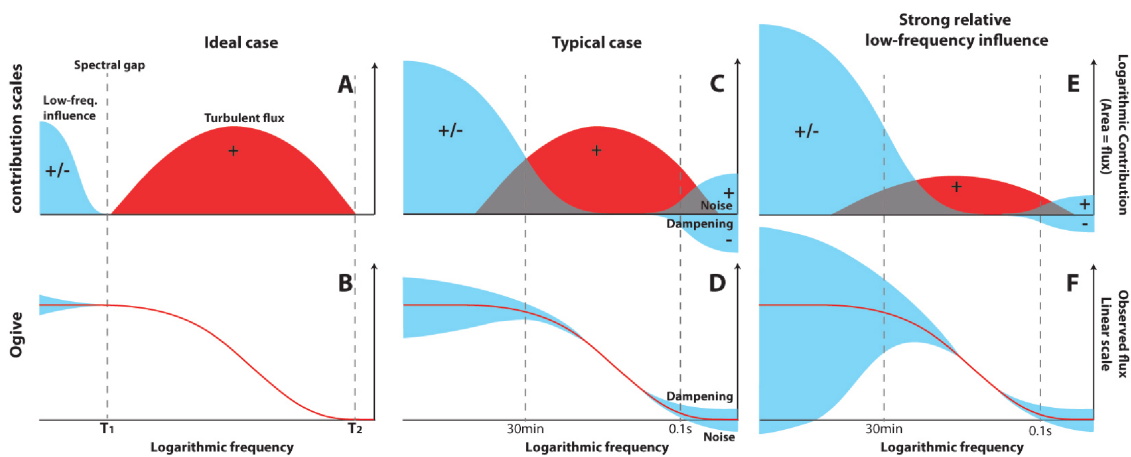 Ideal case
Typical case
Strong relative
low-frequency influence
contribution scales
Spectral gap
Low-freq.
influence
+/-
Turbulent flux
+
A
+/-
+
C
+
Noise
Dampening
-
+/-
+
E
+
-
Logarithmic Contribution
(Area = flux)
Ogive
B
D
Dampening
Noise
F
Observed flux
Linear scale
T1
T2
30min
0.1s
30min
0.1s
Logarithmic frequency
Logarithmic frequency
Logarithmic frequency